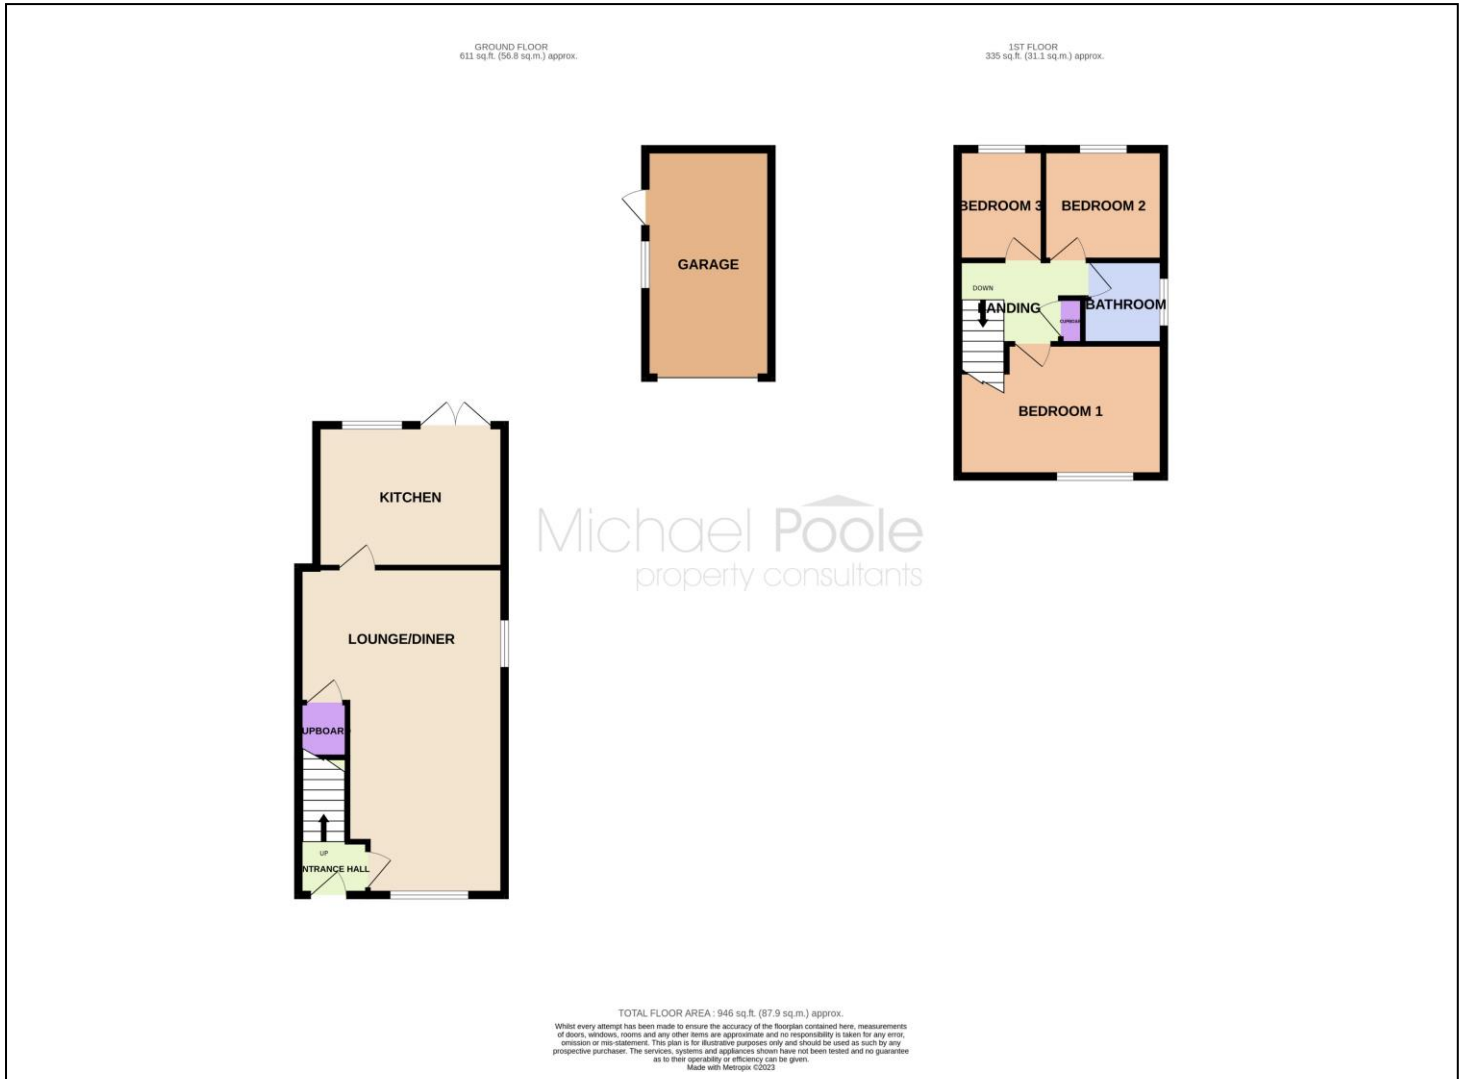 GROUND FLOOR
611 sq.ft. (56.8 sq.m.) approx.
1ST FLOOR
335 sq.ft. (31.1 sq.m.) approx.
GARAGE
BEDROOM 3
BEDROOM 2
DOWN
LANDING
CUPBOARD
BATHROOM
BEDROOM 1
KITCHEN
Michael Poole
property consultants
LOUNGE/DINER
UPBOARD
UP
NTRANCE HALL
TOTAL FLOOR AREA : 946 sq.ft. (87.9 sq.m.) approx.
Whilst every attempt has been made to ensure the accuracy of the floorplan contained here, measurements
of doors, windows, rooms and any other items are approximate and no responsibility is taken for any error,
omission or mis-statement. This plan is for illustrative purposes only and should be used as such by any
prospective purchaser. The services, systems and appliances shown have not been tested and no guarantee
as to their operability or efficiency can be given.
Made with Metropix ©2023